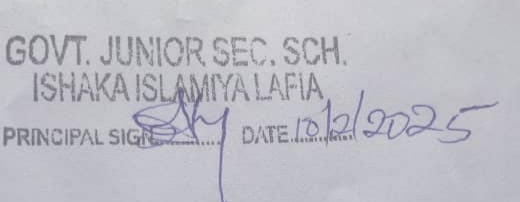 GOVT. JUNIOR SEC. SCH.
ISHAKA ISLAMIYA LAFIA
PRINCIPAL SIGN............ DATE 10/2/2025